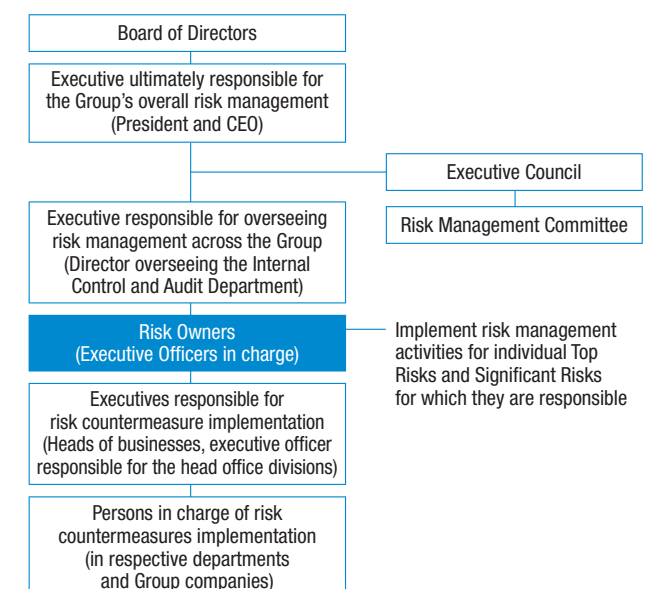 Board of Directors
Executive ultimately responsible for
the Group's overall risk management
(President and CEO)
Executive Council
Risk Management Committee
Executive responsible for overseeing
risk management across the Group
(Director overseeing the Internal
Control and Audit Department)
Risk Owners
(Executive Officers in charge)
Implement risk management
activities for individual Top
Risks and Significant Risks
for which they are responsible
Executives responsible for
risk countermeasure implementation
(Heads of businesses, executive officer
responsible for the head office divisions)
Persons in charge of risk
countermeasures implementation
(in respective departments
and Group companies)